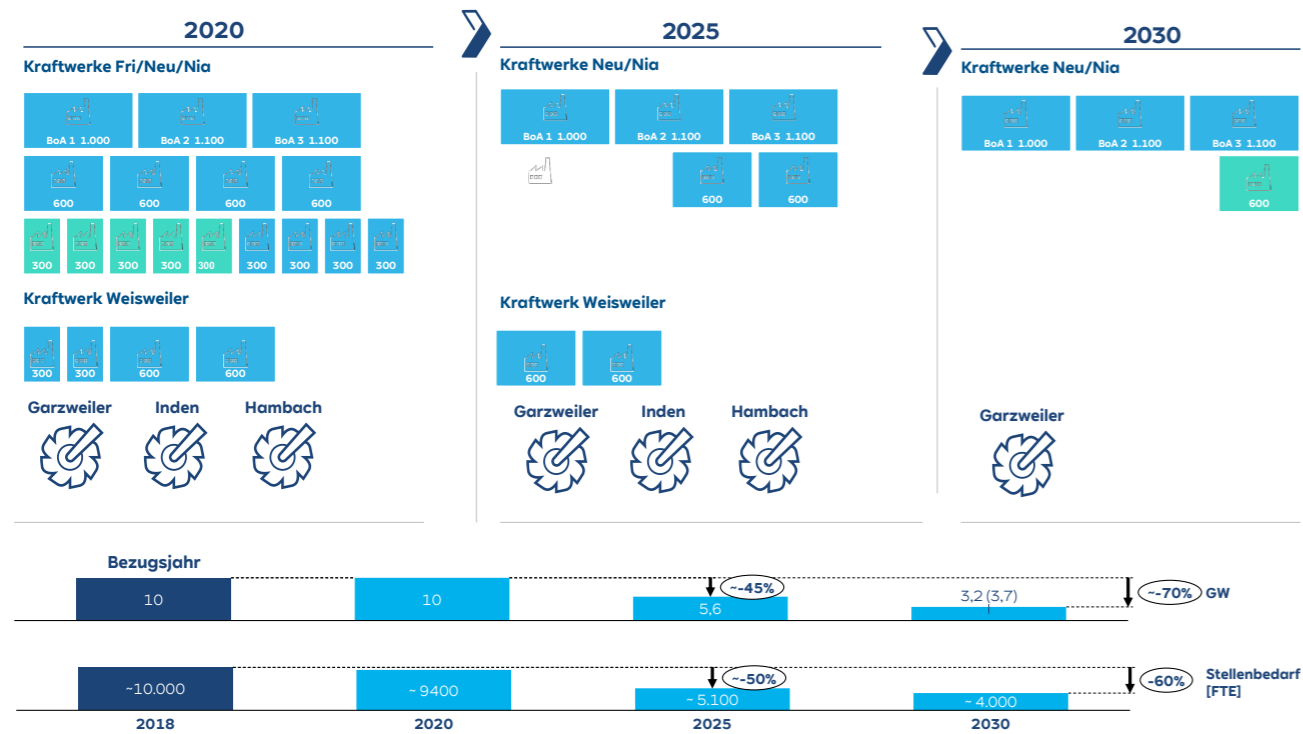 2020
Kraftwerke Fri/Neu/Nia
BoA 1 1.000
BoA 2 1.100
BoA 3 1.100
600
600
600
600
300
300
300
300
300
300
300
300
300
Kraftwerk Weisweiler
300
300
600
600
Garzweiler
Inden
Hambach
2025
Kraftwerke Neu/Nia
BoA 1 1.000
BoA 2 1.100
BoA 3 1.100
600
600
Kraftwerk Weisweiler
600
600
Garzweiler
Inden
Hambach
2030
Kraftwerke Neu/Nia
BoA 1 1.000
BoA 2 1.100
BoA 3 1.100
600
Garzweiler
Bezugsjahr
10
10
~-45%
5,6
3,2 (3,7)
~-70%
GW
~10.000
~ 9400
~-50%
~ 5.100
~ 4.000
-60%
Stellenbedarf
[FTE]
2018
2020
2025
2030